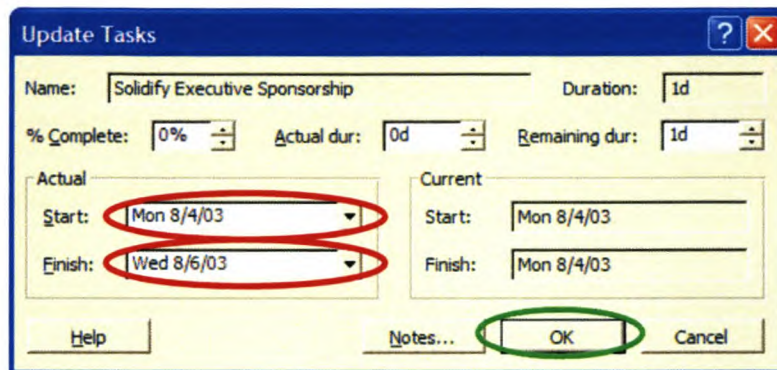 Update Tasks
Name: Solidify Executive Sponsorship Duration: 1d
% Complete: 0% Actual dur: 0d Remaining dur: 1d
Actual Current
Start: Mon 8/4/03 Start: Mon 8/4/03
Finish: Wed 8/6/03 Finish: Mon 8/4/03
Help Notes... OK Cancel